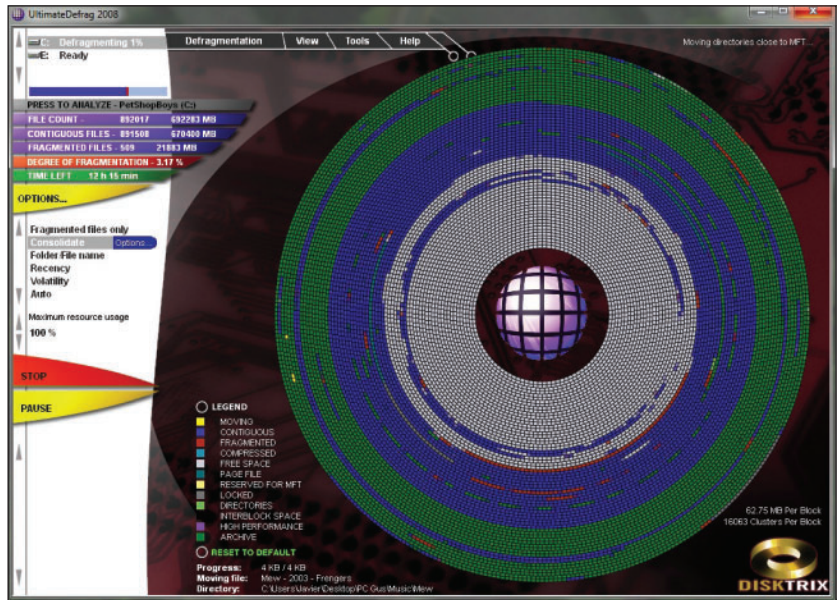 UltimateDefrag 2008
C: Defragmenting 1%
E: Ready
Defragmentation View Tools Help
Moving directories close to MFT...
PRESS TO ANALYZE - PetShopBoys (C:)
FILE COUNT - 892017 692283 MB
CONTIGUOUS FILES - 891508 670400 MB
FRAGMENTED FILES - 509 21883 MB
DEGREE OF FRAGMENTATION - 3.17 %
TIME LEFT 12 h 15 min
OPTIONS...
Fragmented files only
Consolidate Options...
Folder/File name
Recency
Volatility
Auto
Maximum resource usage
100 %
STOP
PAUSE
LEGEND
MOVING
CONTIGUOUS
FRAGMENTED
COMPRESSED
FREE SPACE
PAGE FILE
RESERVED FOR MFT
LOCKED
DIRECTORIES
INTERBLOCK SPACE
HIGH PERFORMANCE
ARCHIVE
RESET TO DEFAULT
Progress: 4 KB / 4 KB
Moving file: Mew - 2003 - Frengers
Directory: C:\Users\Javier\Desktop\PC Gus\Music\Mew
62.75 MB Per Block
16063 Clusters Per Block
DISKTRIX